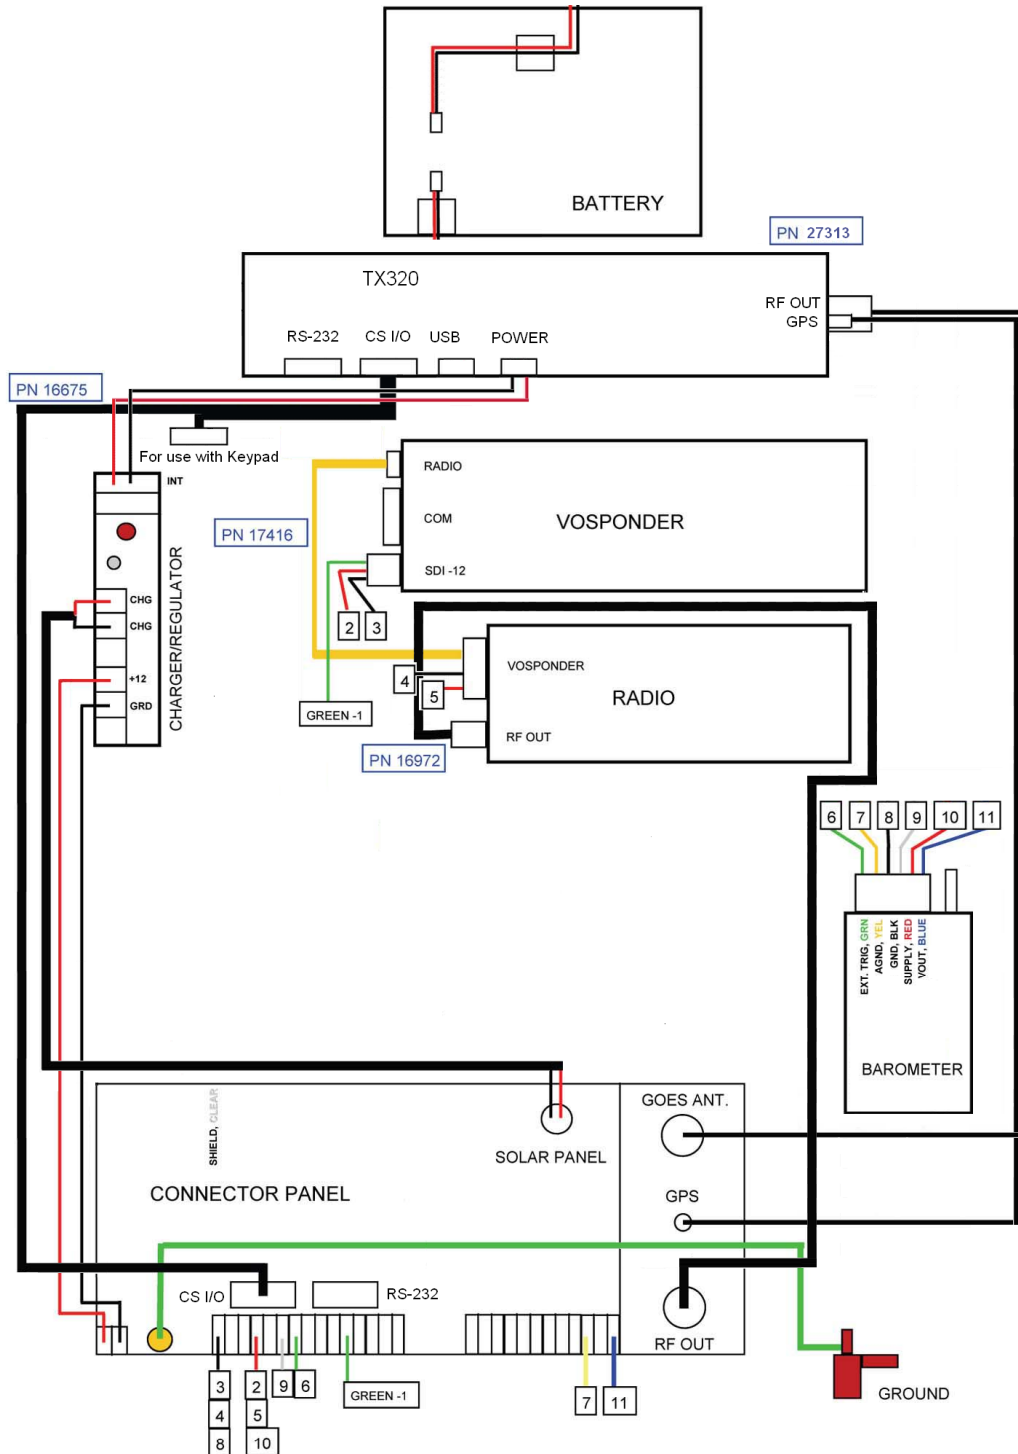 BATTERY
PN 27313
TX320
RF OUT
GPS
RS-232
CS I/O
USB
POWER
PN 16675
For use with Keypad
INT
RADIO
COM
SDI -12
VOSPONDER
PN 17416
CHG
CHG
+12
GRD
CHARGER/REGULATOR
2
3
4
5
GREEN -1
VOSPONDER
RADIO
RF OUT
PN 16972
6
7
8
9
10
11
EXT. TRIG, GRN
AGND, YEL
GND, BLK
SUPPLY, RED
VOUT, BLUE
BAROMETER
SHIELD, CLEAR
GOES ANT.
SOLAR PANEL
CONNECTOR PANEL
GPS
CS I/O
RS-232
RF OUT
GROUND
3
2
9
6
GREEN -1
7
11
4
5
8
10